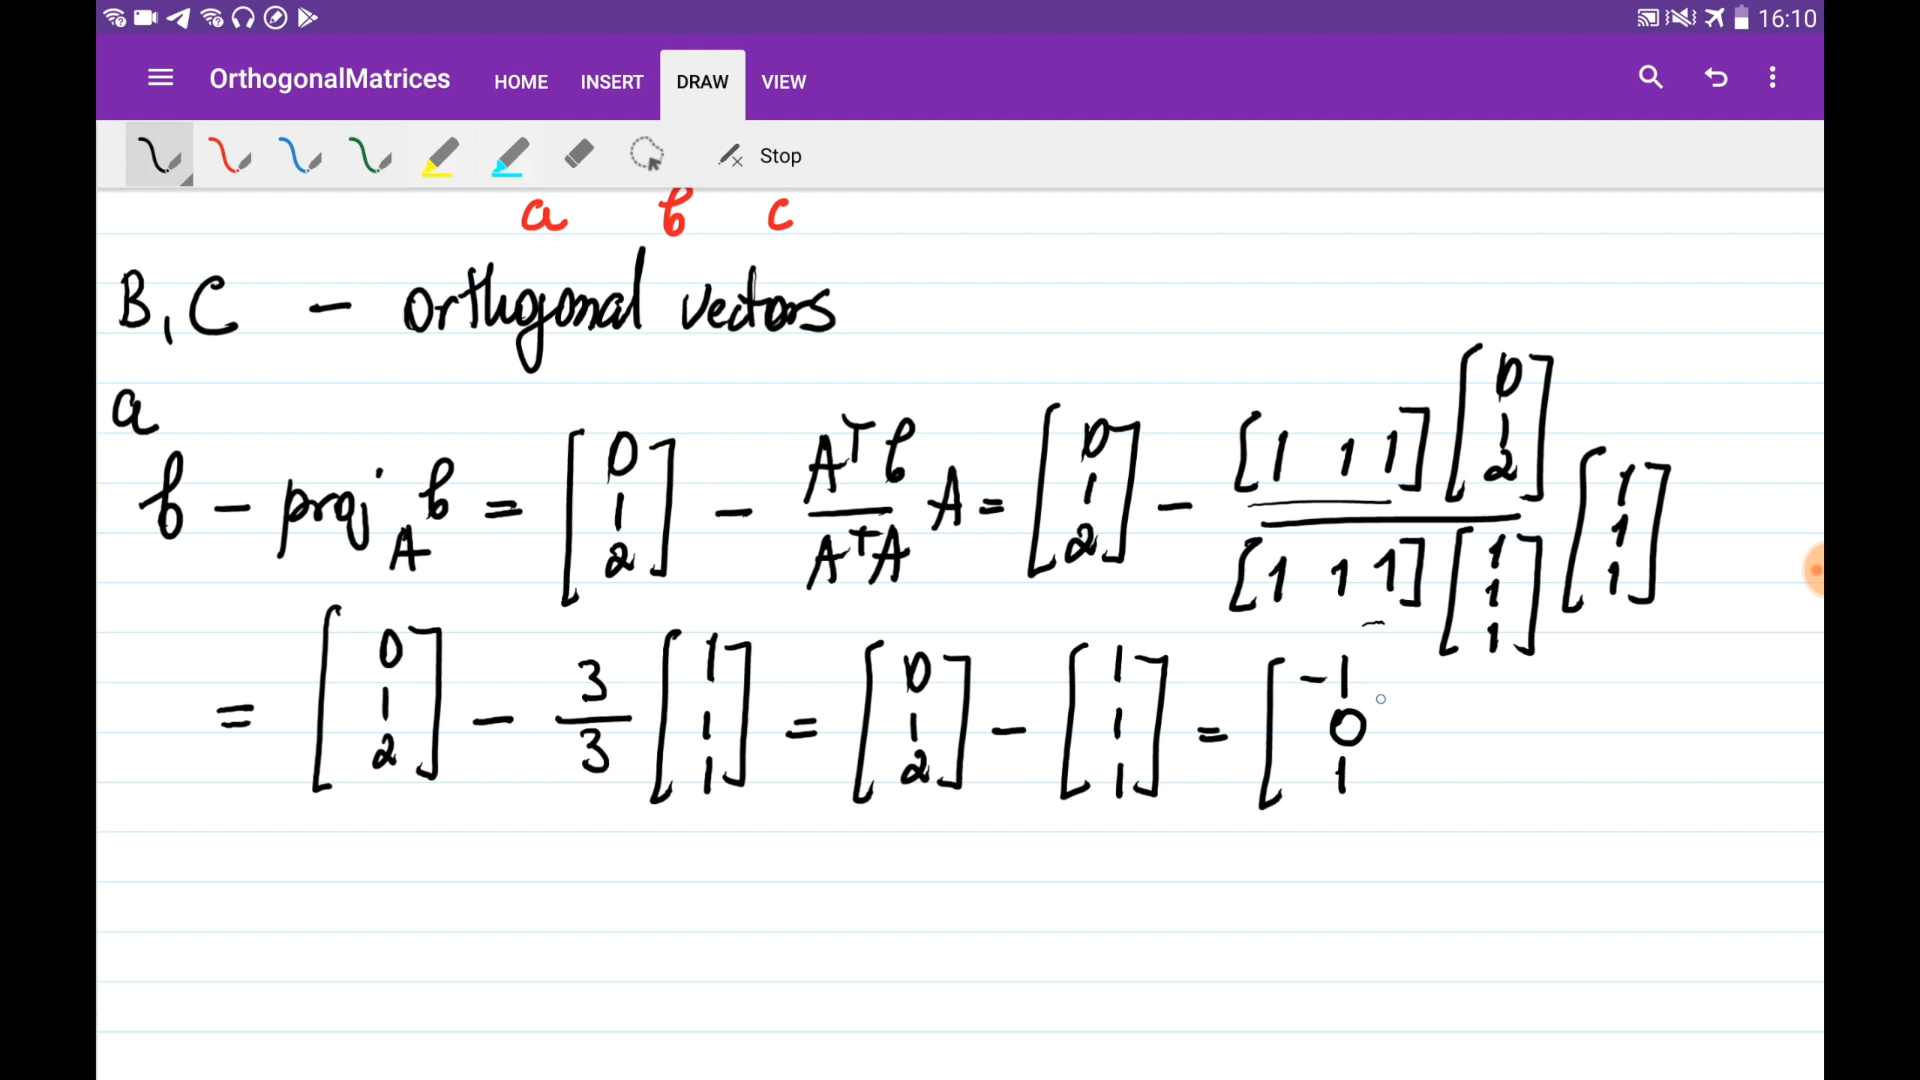 16:10
OrthogonalMatrices HOME INSERT DRAW VIEW
Stop
a b c
B, C - orthogonal vectors
a
b - proj_A b = [0 1 2] - Aᵀb / AᵀA A = [0 1 2] - [1 1 1] [0 1 2] / [1 1 1] [1 1 1] [1 1 1]
= [0 1 2] - 3/3 [1 1 1] = [0 1 2] - [1 1 1] = [-1 0 1